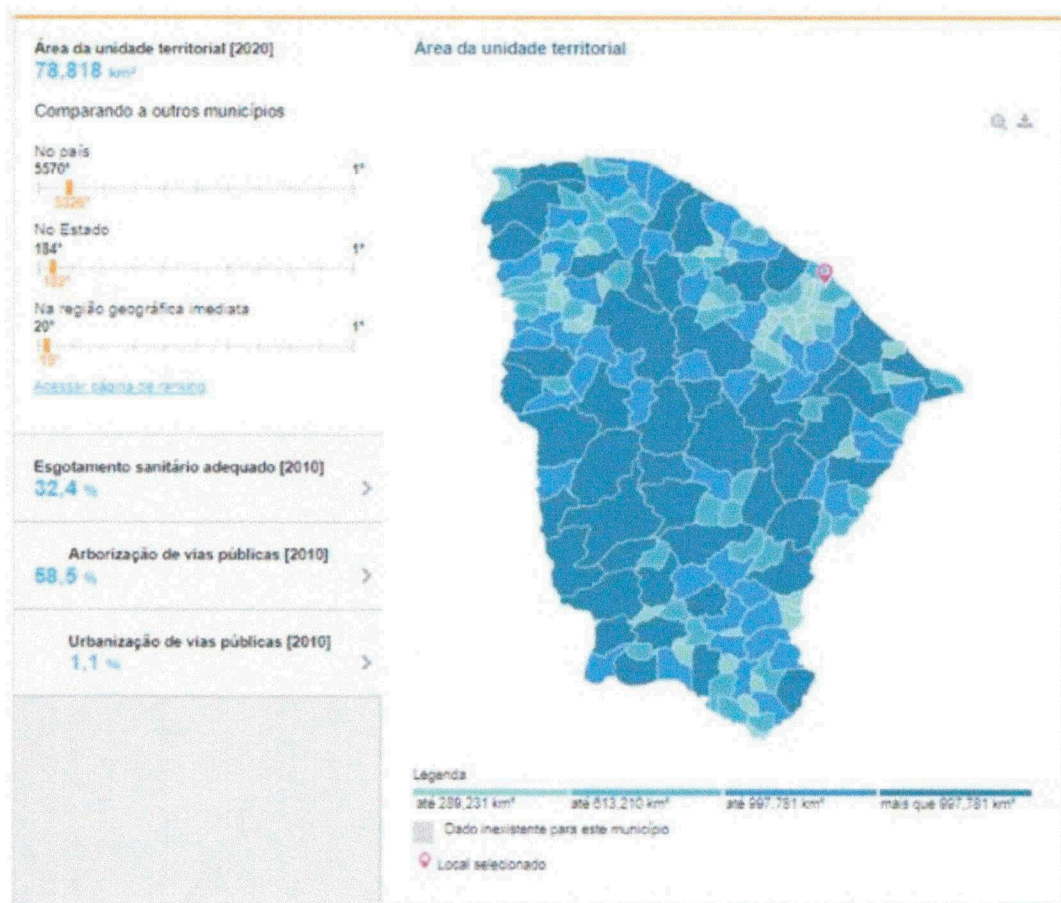 Área da unidade territorial [2020]
78,818 km²
Comparando a outros municípios
No país
5570° 1°
No Estado
184° 1°
182°
Na região geográfica imediata
20° 1°
19°
Acessar página de ranking
Esgotamento sanitário adequado [2010]
32,4 %
Arborização de vias públicas [2010]
58,5 %
Urbanização de vias públicas [2010]
1,1 %
Área da unidade territorial
Legenda
até 289,231 km² até 613,210 km² até 997,781 km² mais que 997,781 km²
Dado inexistente para este município
Local selecionado